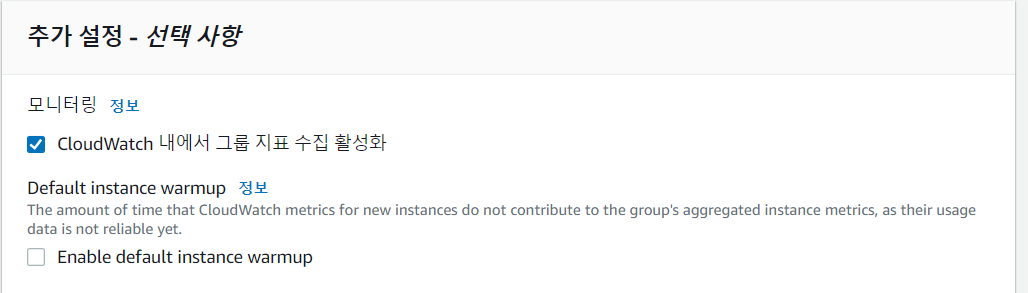 추가 설정 - 선택 사항
모니터링 정보
CloudWatch 내에서 그룹 지표 수집 활성화
Default instance warmup 정보
The amount of time that CloudWatch metrics for new instances do not contribute to the group's aggregated instance metrics, as their usage
data is not reliable yet.
Enable default instance warmup